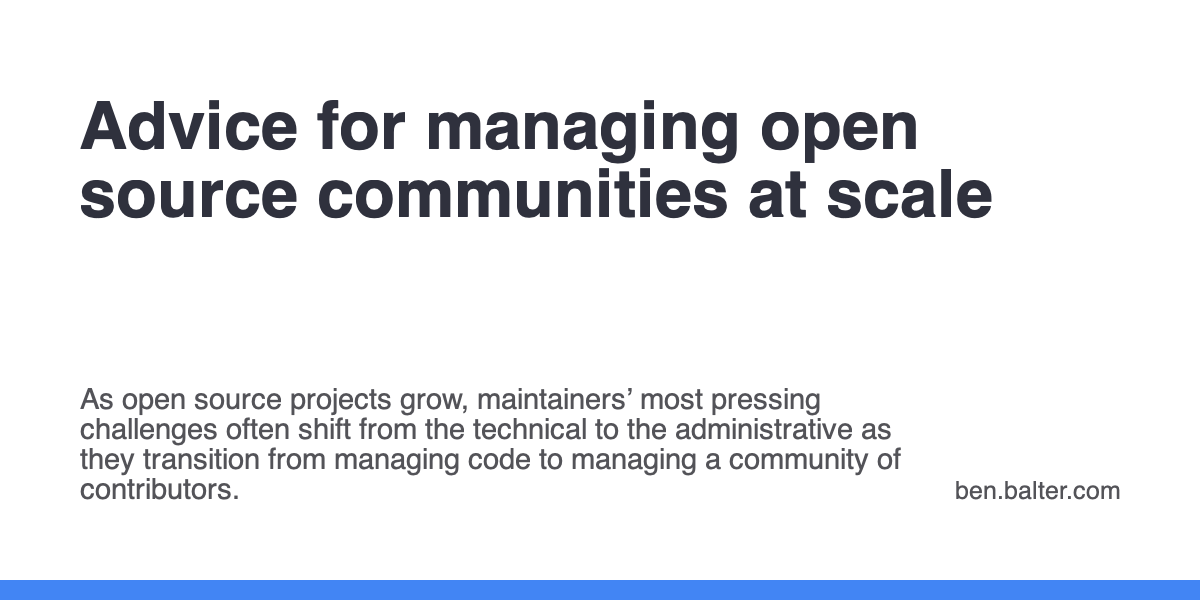 Advice for managing open
source communities at scale
As open source projects grow, maintainers’ most pressing
challenges often shift from the technical to the administrative as
they transition from managing code to managing a community of
contributors.
ben.balter.com